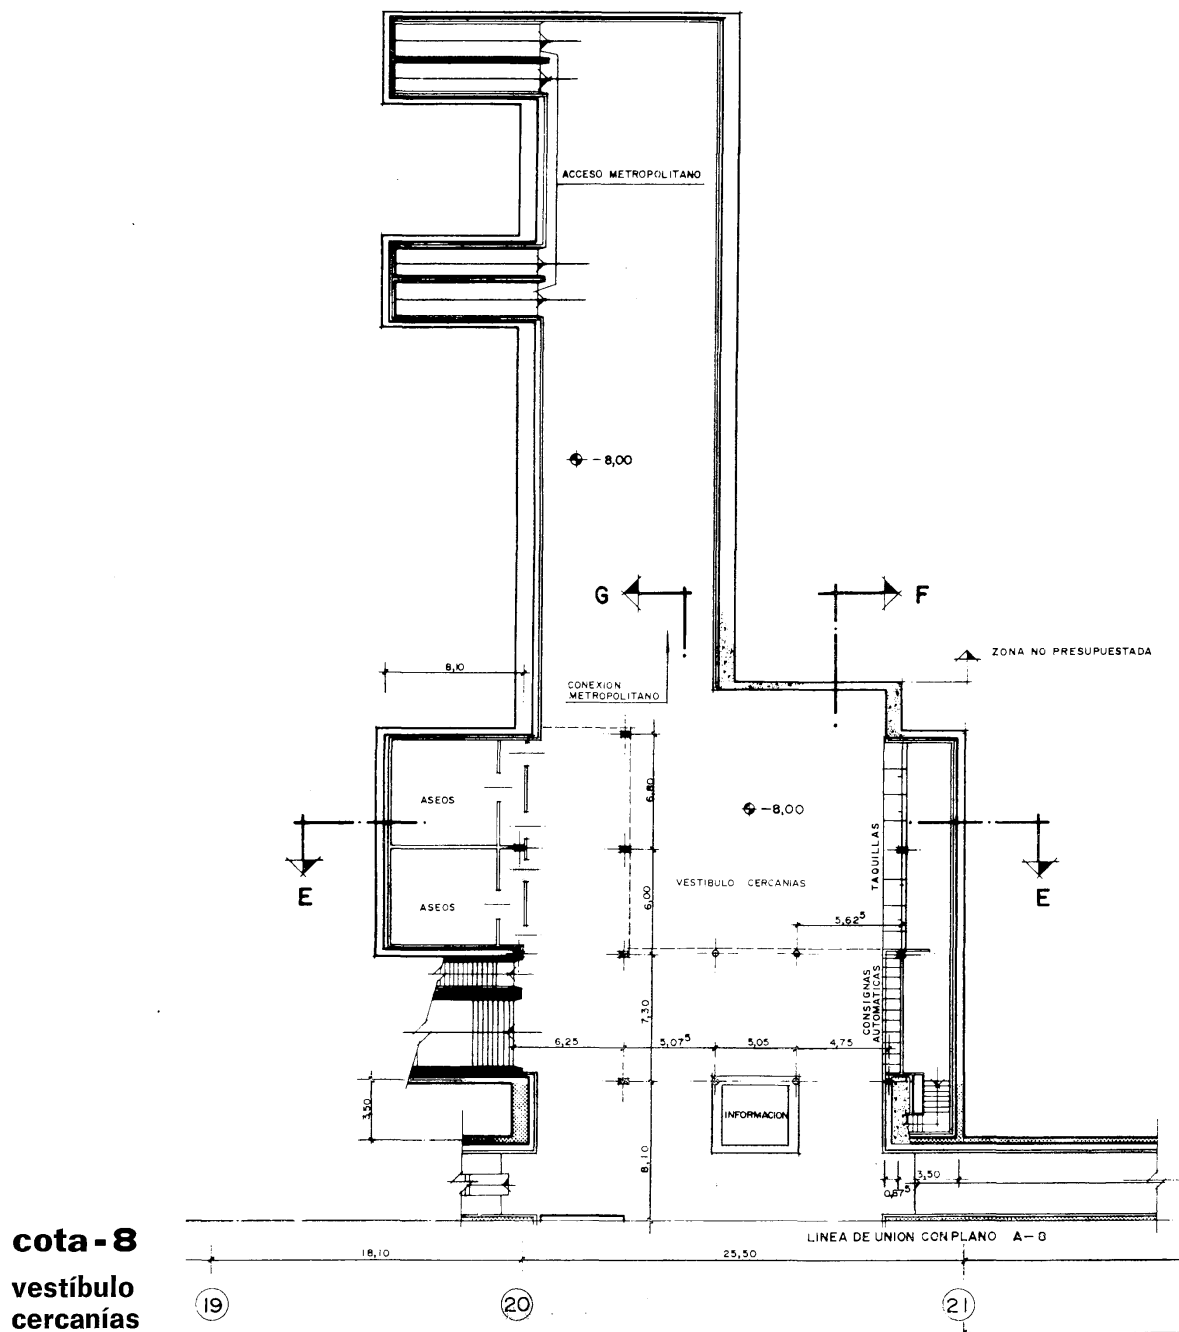 ACCESO METROPOLITANO
-8,00
G
F
ZONA NO PRESUPUESTADA
8,10
CONEXION
METROPOLITANO
6,80
ASEOS
-8,00
TAQUILLAS
E
E
VESTIBULO CERCANIAS
6,00
ASEOS
5,62⁵
CONSIGNAS
AUTOMATICAS
7,30
6,25
5,07⁵
5,05
4,75
3,50
INFORMACION
8,10
3,50
0,87⁵
LINEA DE UNION CON PLANO A-8
cota-8
18,10
25,50
vestíbulo
cercanías
19
20
21